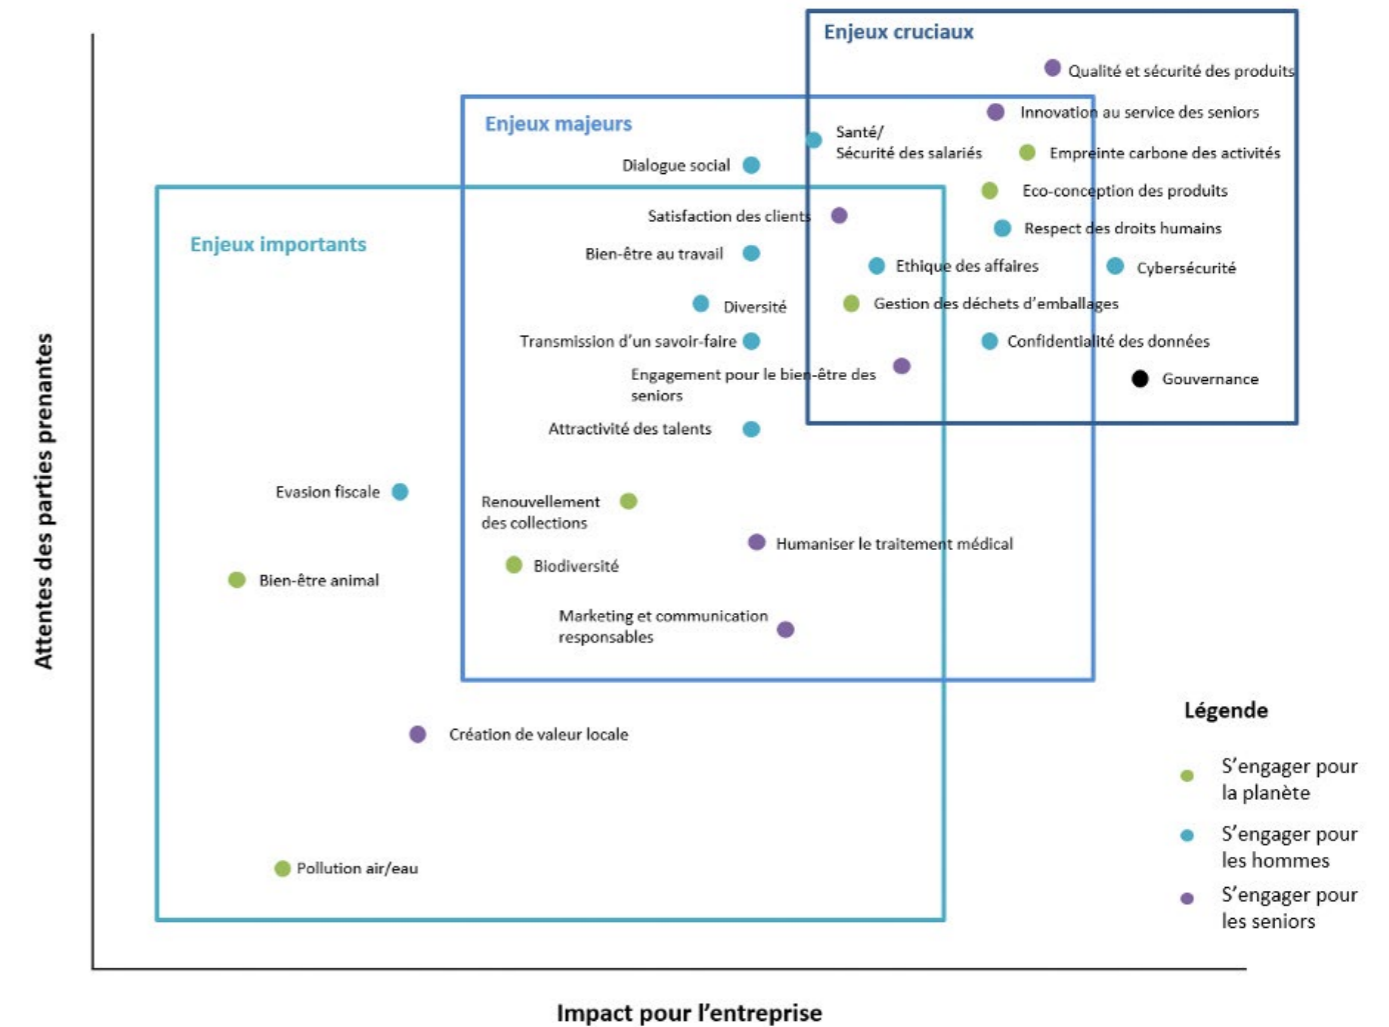 Enjeux cruciaux
Qualité et sécurité des produits
Enjeux majeurs
Innovation au service des seniors
Santé/
Sécurité des salariés
Empreinte carbone des activités
Dialogue social
Eco-conception des produits
Satisfaction des clients
Respect des droits humains
Enjeux importants
Bien-être au travail
Ethique des affaires
Cybersécurité
Diversité
Gestion des déchets d’emballages
Transmission d’un savoir-faire
Confidentialité des données
Engagement pour le bien-être des
seniors
Gouvernance
Attractivité des talents
Evasion fiscale
Renouvellement
des collections
Humaniser le traitement médical
Biodiversité
Bien-être animal
Marketing et communication
responsables
Création de valeur locale
Pollution air/eau
Attentes des parties prenantes
Impact pour l’entreprise
Légende
S’engager pour
la planète
S’engager pour
les hommes
S’engager pour
les seniors